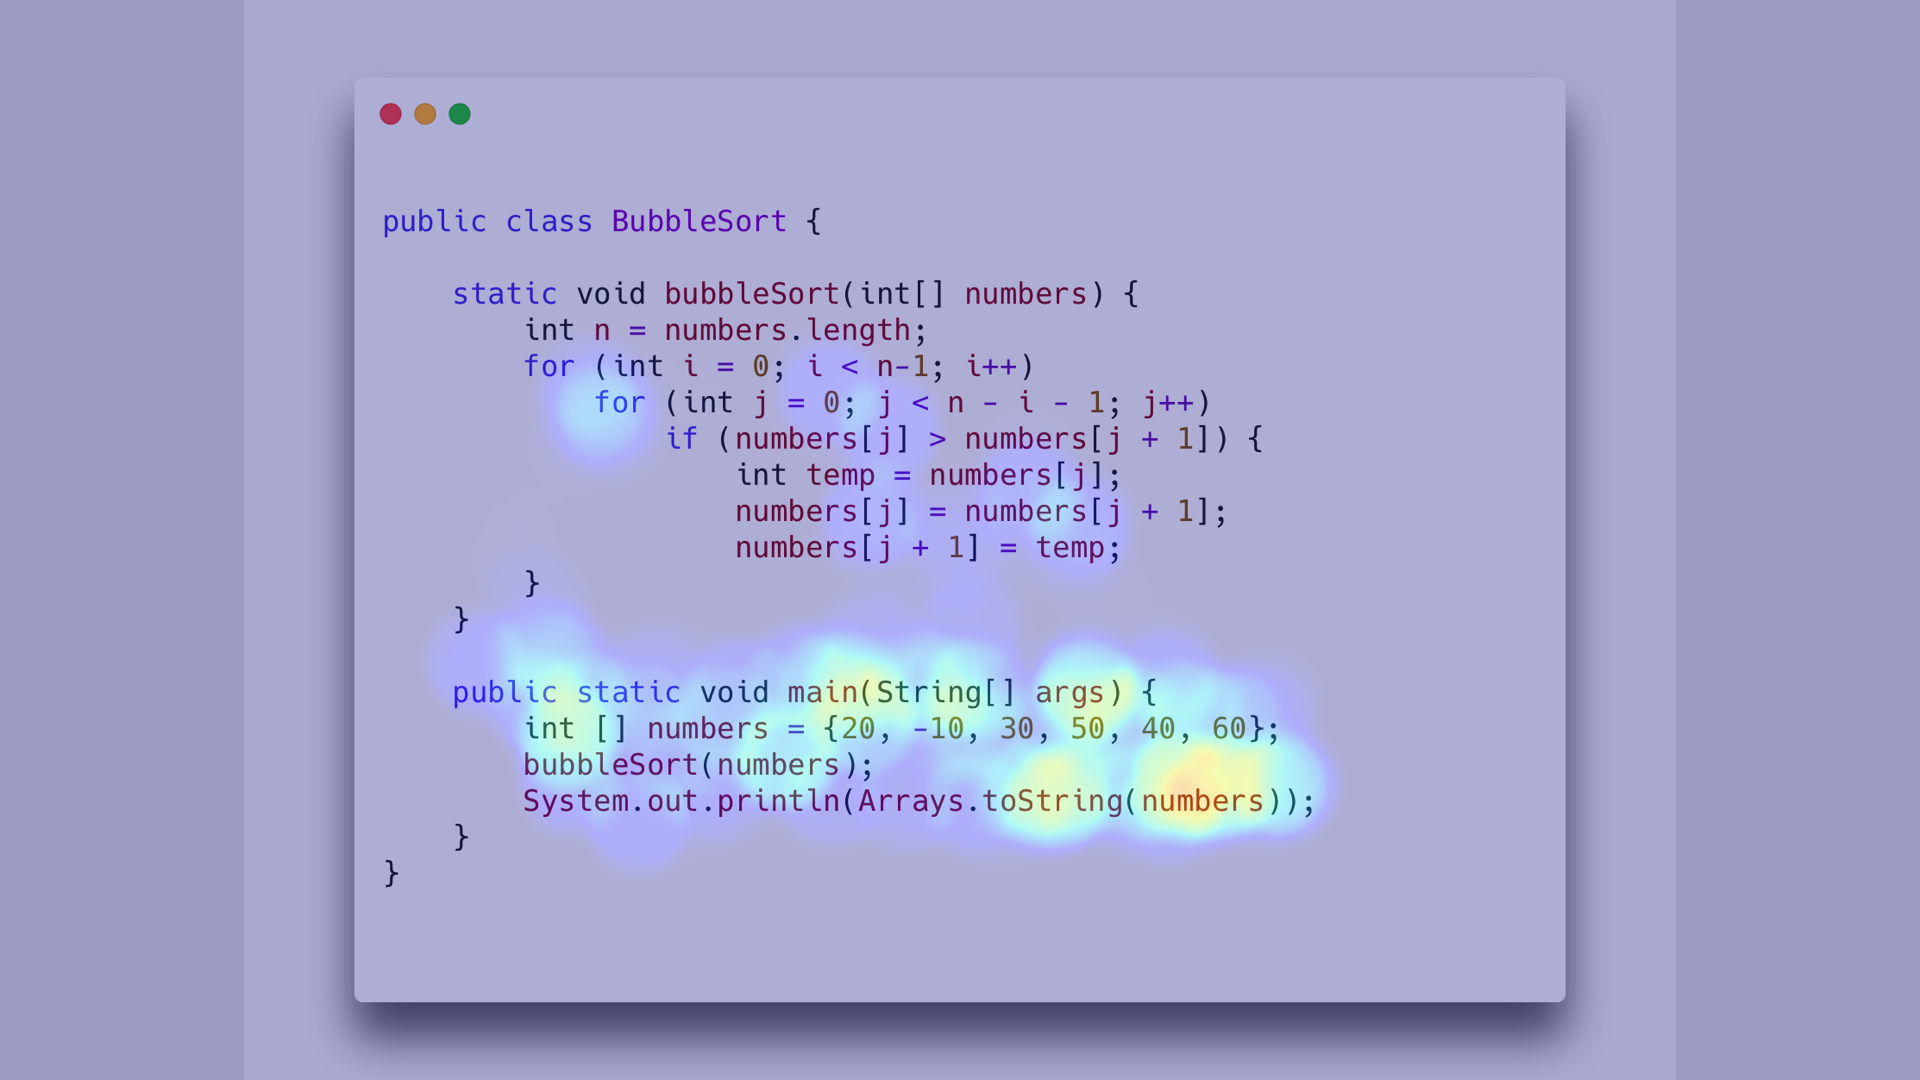 public class BubbleSort {
static void bubbleSort(int[] numbers) {
int n = numbers.length;
for (int i = 0; i < n-1; i++)
for (int j = 0; j < n - i - 1; j++)
if (numbers[j] > numbers[j + 1]) {
int temp = numbers[j];
numbers[j] = numbers[j + 1];
numbers[j + 1] = temp;
}
}
public static void main(String[] args) {
int [] numbers = {20, -10, 30, 50, 40, 60};
bubbleSort(numbers);
System.out.println(Arrays.toString(numbers));
}
}